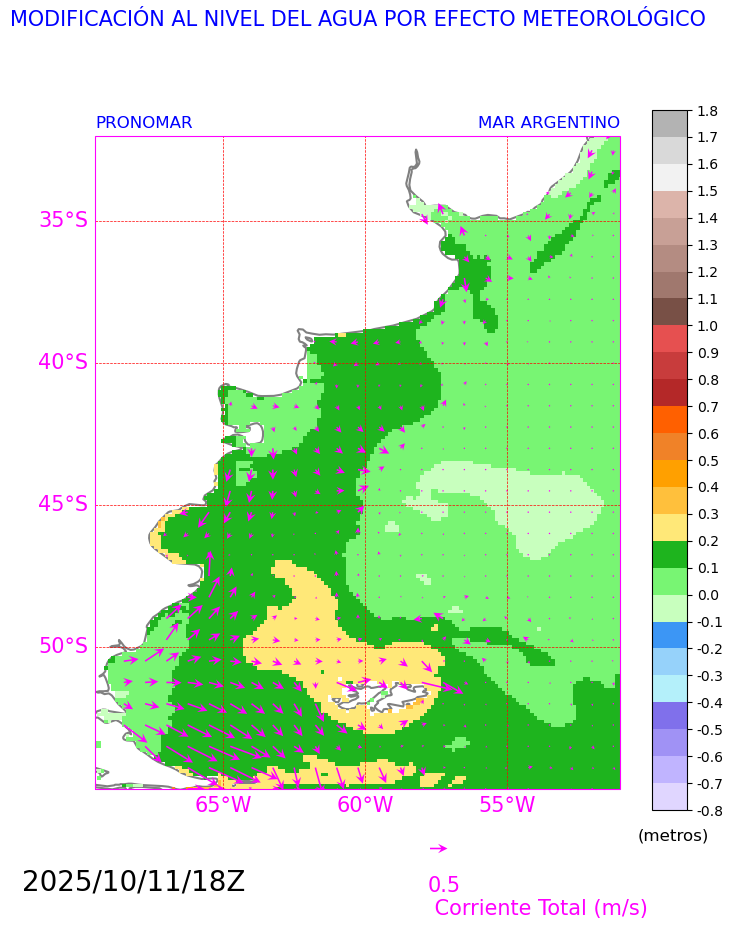 MODIFICACIÓN AL NIVEL DEL AGUA POR EFECTO METEOROLÓGICO
PRONOMAR MAR ARGENTINO
35°S
40°S
45°S
50°S
65°W 60°W 55°W
1.8
1.7
1.6
1.5
1.4
1.3
1.2
1.1
1.0
0.9
0.8
0.7
0.6
0.5
0.4
0.3
0.2
0.1
0.0
-0.1
-0.2
-0.3
-0.4
-0.5
-0.6
-0.7
-0.8
(metros)
2025/10/11/18Z
0.5
Corriente Total (m/s)